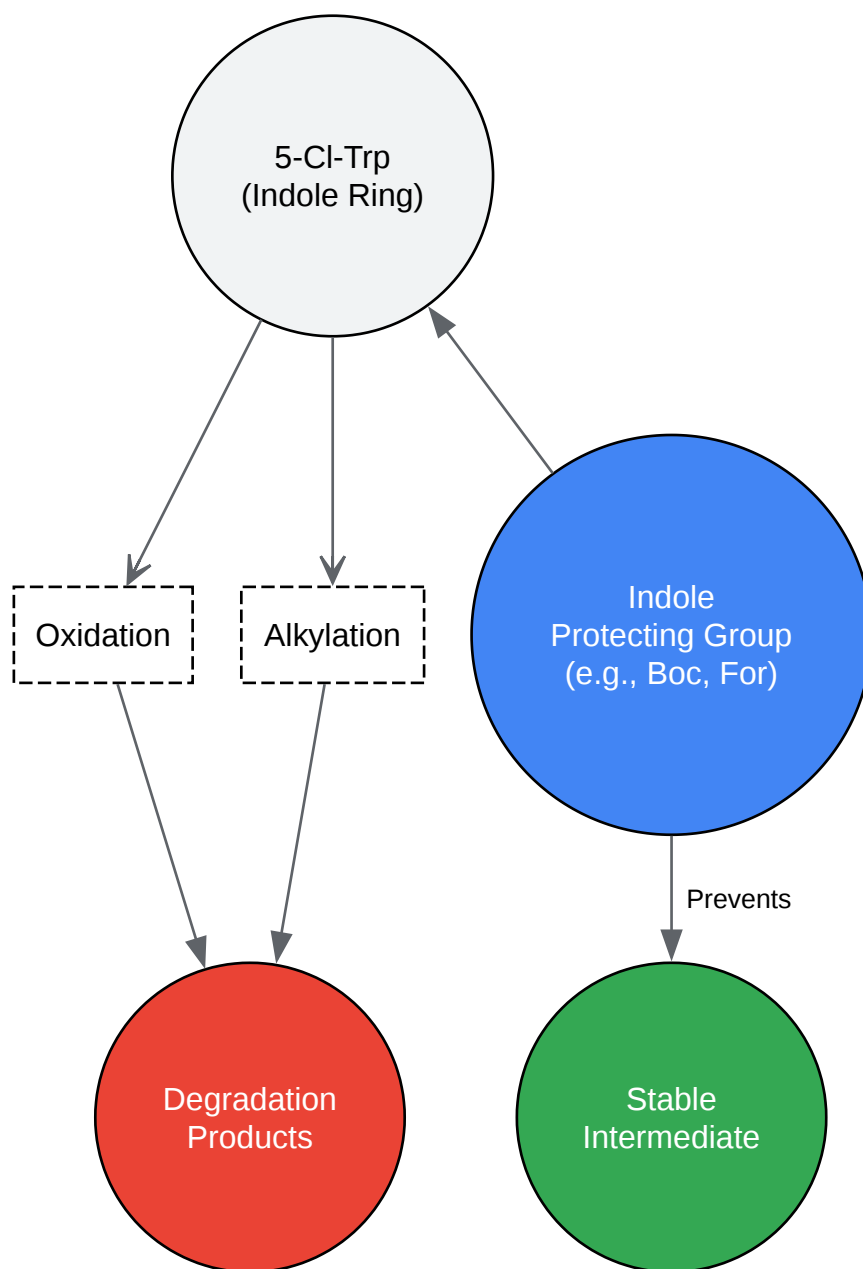 5-Cl-Trp
(Indole Ring)
Indole
Protecting Group
(e.g., Boc, For)
Oxidation
Alkylation
Prevents
Degradation
Products
Stable
Intermediate